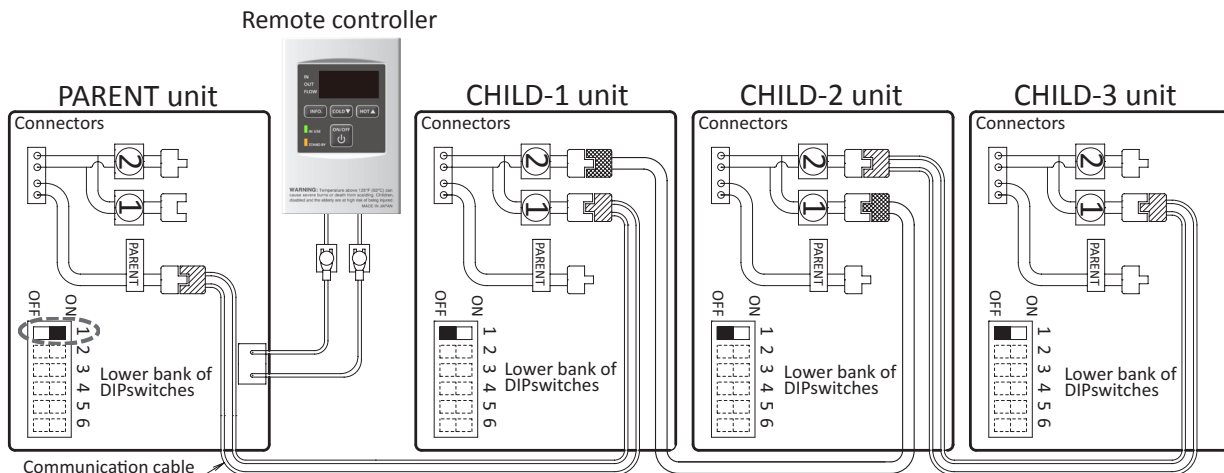 Remote controller
IN
OUT
FLOW
INFO.
COLD▼
HOT▲
IN USE
STAND BY
ON/OFF
WARNING: Temperature above 125°F (52°C) can
cause severe burns or death from scalding. Children,
disabled and the elderly are at high risk of being injured.
MADE IN JAPAN
PARENT unit
Connectors
2
1
PARENT
OFF
ON
1
2
3
4
5
6
Lower bank of
DIPswitches
Communication cable
CHILD-1 unit
Connectors
2
1
PARENT
OFF
ON
1
2
3
4
5
6
Lower bank of
DIPswitches
CHILD-2 unit
Connectors
2
1
PARENT
OFF
ON
1
2
3
4
5
6
Lower bank of
DIPswitches
CHILD-3 unit
Connectors
2
1
PARENT
OFF
ON
1
2
3
4
5
6
Lower bank of
DIPswitches